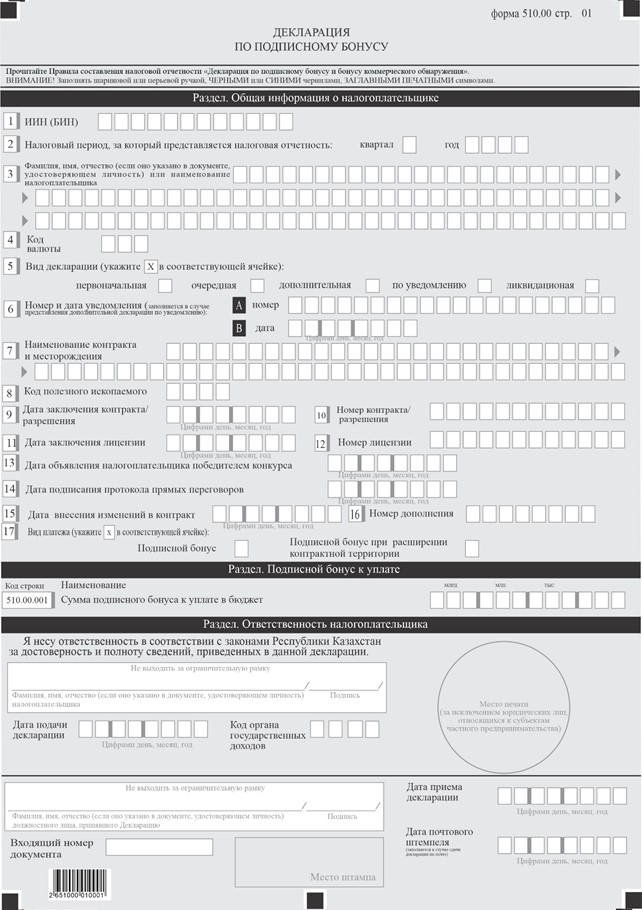 форма 510.00 стр. 01
ДЕКЛАРАЦИЯ
ПО ПОДПИСНОМУ БОНУСУ
Прочитайте Правила составления налоговой отчетности «Декларация по подписному бонусу и бонусу коммерческого обнаружения».
ВНИМАНИЕ! Заполнять шариковой или перьевой ручкой, ЧЕРНЫМИ или СИНИМИ чернилами, ЗАГЛАВНЫМИ ПЕЧАТНЫМИ символами.
Раздел. Общая информация о налогоплательщике
1 ИИН (БИН)
2 Налоговый период, за который представляется налоговая отчетность: квартал год
3 Фамилия, имя, отчество (если оно указано в документе,
удостоверяющем личность) или наименование
налогоплательщика
4 Код
валюты
5 Вид декларации (укажите X в соответствующей ячейке):
первоначальная очередная дополнительная по уведомлению ликвидационная
6 Номер и дата уведомления (заполняется в случае
представления дополнительной декларации по уведомлению):
A номер
B дата
Цифрами день, месяц, год
7 Наименование контракта
и месторождения
8 Код полезного ископаемого
9 Дата заключения контракта/
разрешения
Цифрами день, месяц, год
10 Номер контракта/
разрешения
11 Дата заключения лицензии
Цифрами день, месяц, год
12 Номер лицензии
13 Дата объявления налогоплательщика победителем конкурса
Цифрами день, месяц, год
14 Дата подписания протокола прямых переговоров
Цифрами день, месяц, год
15 Дата внесения изменений в контракт
Цифрами день, месяц, год
16 Номер дополнения
17 Вид платежа (укажите x в соответствующей ячейке):
Подписной бонус
Подписной бонус при расширении
контрактной территории
Раздел. Подписной бонус к уплате
Код строки Наименование млрд млн тыс
510.00.001 Сумма подписного бонуса к уплате в бюджет
Раздел. Ответственность налогоплательщика
Я несу ответственность в соответствии с законами Республики Казахстан
за достоверность и полноту сведений, приведенных в данной декларации.
Не выходить за ограничительную рамку
/ /
Фамилия, имя, отчество (если оно указано в документе, удостоверяющем личность) Подпись
налогоплательщика
Место печати
(за исключением юридических лиц,
относящихся к субъектам
частного предпринимательства)
Дата подачи
декларации
Цифрами день, месяц, год
Код органа
государственных
доходов
Не выходить за ограничительную рамку
/ /
Фамилия, имя, отчество (если оно указано в документе, удостоверяющем личность) Подпись
должностного лица, принявшего Декларацию
Дата приема
декларации
Цифрами день, месяц, год
Дата почтового
штемпеля
(заполняется в случае сдачи
декларации по почте)
Цифрами день, месяц, год
Входящий номер
документа
Место штампа
2 651000 010001